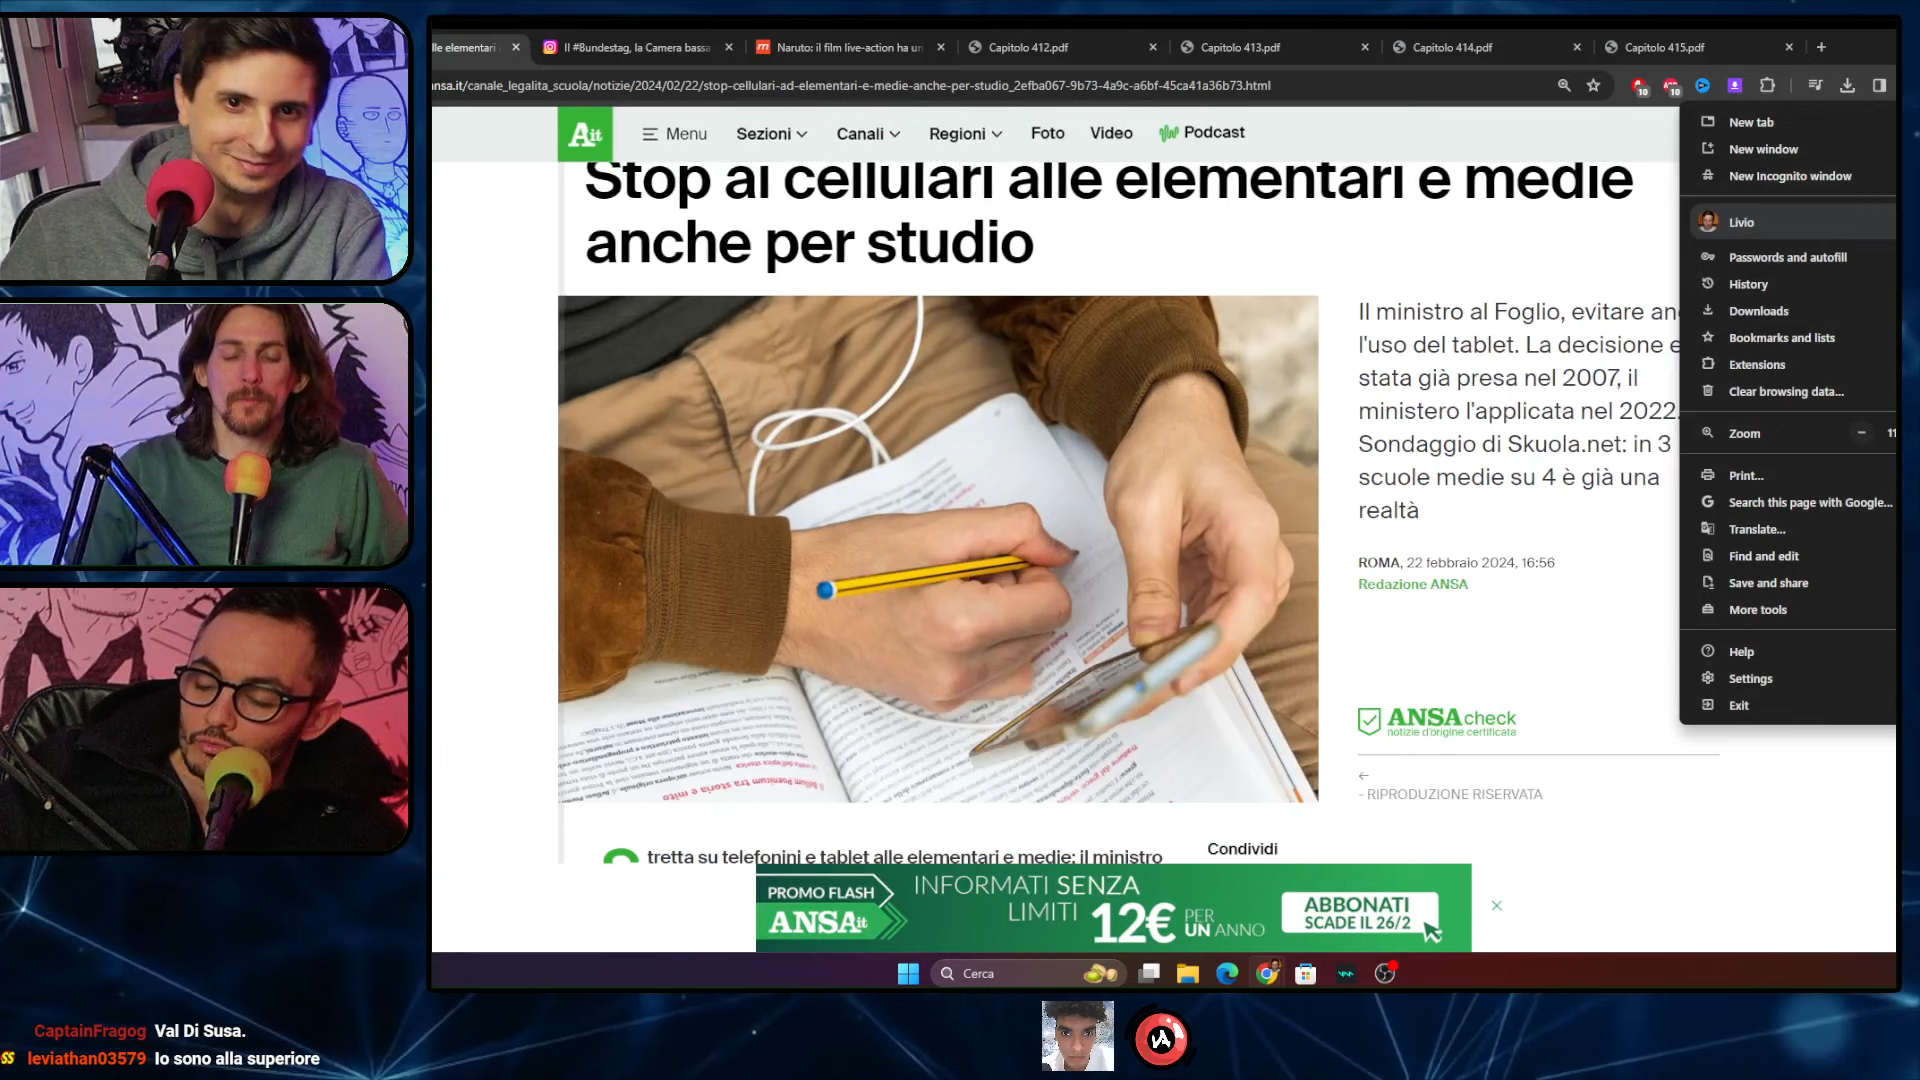 lle elementari
Il #Bundestag, la Camera bassa
Naruto: il film live-action ha un
Capitolo 412.pdf
Capitolo 413.pdf
Capitolo 414.pdf
Capitolo 415.pdf
nsa.it/canale_legalita_scuola/notizie/2024/02/22/stop-cellulari-ad-elementari-e-medie-anche-per-studio_2efba067-9b73-4a9c-a6bf-45ca41a36b73.html
10
10
Ait
Menu
Sezioni
Canali
Regioni
Foto
Video
Podcast
Stop ai cellulari alle elementari e medie
anche per studio
Il ministro al Foglio, evitare an
l'uso del tablet. La decisione e
stata già presa nel 2007, il
ministero l'applicata nel 2022.
Sondaggio di Skuola.net: in 3
scuole medie su 4 è già una
realtà
ROMA, 22 febbraio 2024, 16:56
Redazione ANSA
ANSAcheck
notizie d'origine certificata
- RIPRODUZIONE RISERVATA
Condividi
tretta su telefonini e tablet alle elementari e medie: il ministro
PROMO FLASH
ANSAit
INFORMATI SENZA
LIMITI 12€ PER
UN ANNO
ABBONATI
SCADE IL 26/2
New tab
New window
New Incognito window
Livio
Passwords and autofill
History
Downloads
Bookmarks and lists
Extensions
Clear browsing data...
Zoom
11
Print...
Search this page with Google...
Translate...
Find and edit
Save and share
More tools
Help
Settings
Exit
Cerca
CaptainFragog Val Di Susa.
leviathan03579 Io sono alla superiore